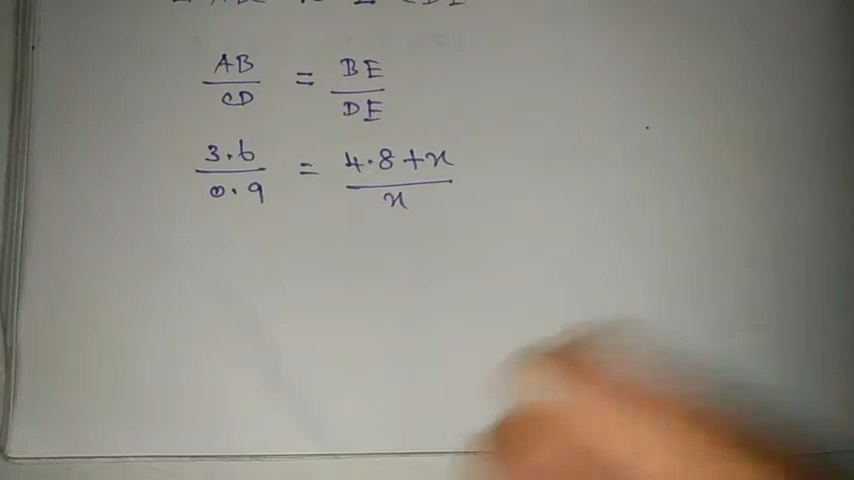 AB/CD = BE/DE
3.6/0.9 = 4.8+x/x